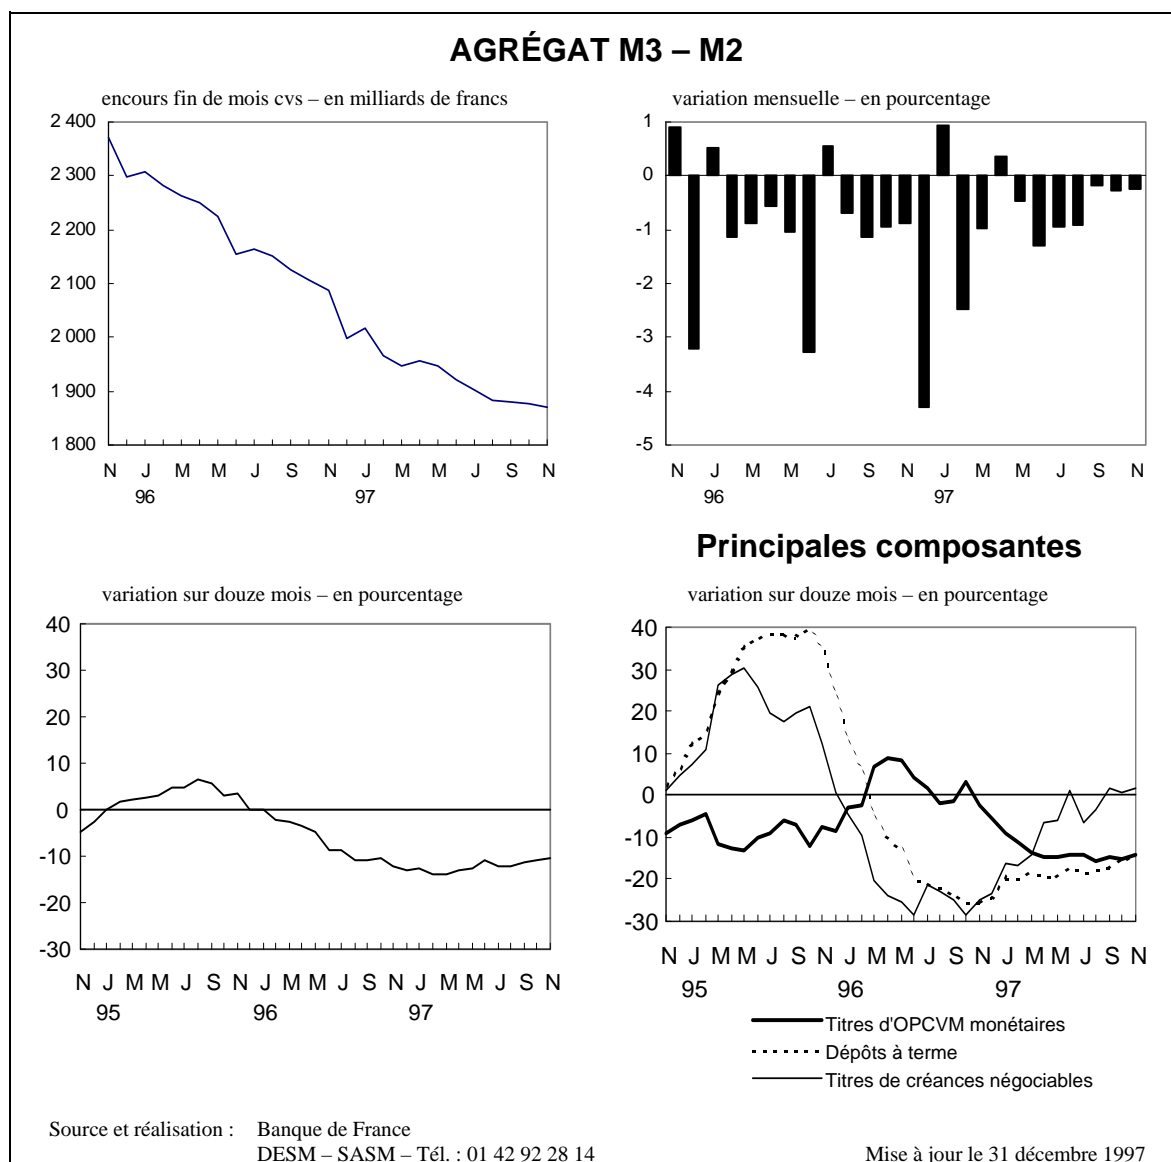 AGRÉGAT M3 – M2
encours fin de mois cvs – en milliards de francs
2 400
2 300
2 200
2 100
2 000
1 900
1 800
N J M M J S N J M M J S N
96 97
variation mensuelle – en pourcentage
1
0
-1
-2
-3
-4
-5
N J M M J S N J M M J S N
96 97
variation sur douze mois – en pourcentage
40
30
20
10
0
-10
-20
-30
N J M M J S N J M M J S N J M M J S N
95 96 97
Principales composantes
variation sur douze mois – en pourcentage
40
30
20
10
0
-10
-20
-30
N J M M J S N J M M J S N J M M J S N
95 96 97
Titres d'OPCVM monétaires
Dépôts à terme
Titres de créances négociables
Source et réalisation : Banque de France
DESM – SASM – Tél. : 01 42 92 28 14 Mise à jour le 31 décembre 1997